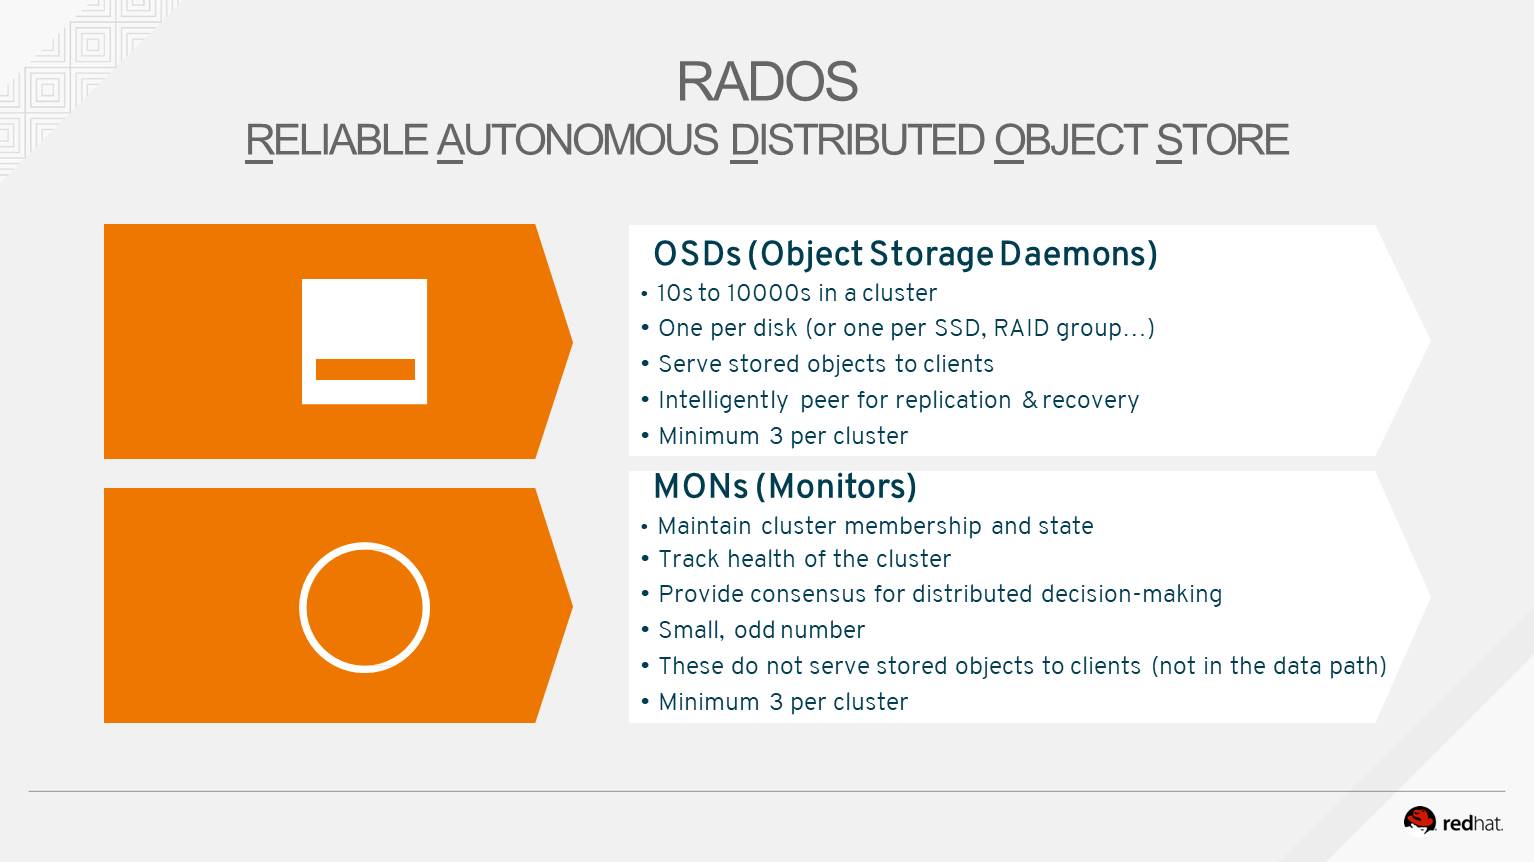 RADOS
RELIABLE AUTONOMOUS DISTRIBUTED OBJECT STORE
OSDs (Object Storage Daemons)
• 10s to 10000s in a cluster
• One per disk (or one per SSD, RAID group…)
• Serve stored objects to clients
• Intelligently peer for replication & recovery
• Minimum 3 per cluster
MONs (Monitors)
• Maintain cluster membership and state
• Track health of the cluster
• Provide consensus for distributed decision-making
• Small, odd number
• These do not serve stored objects to clients (not in the data path)
• Minimum 3 per cluster
redhat.